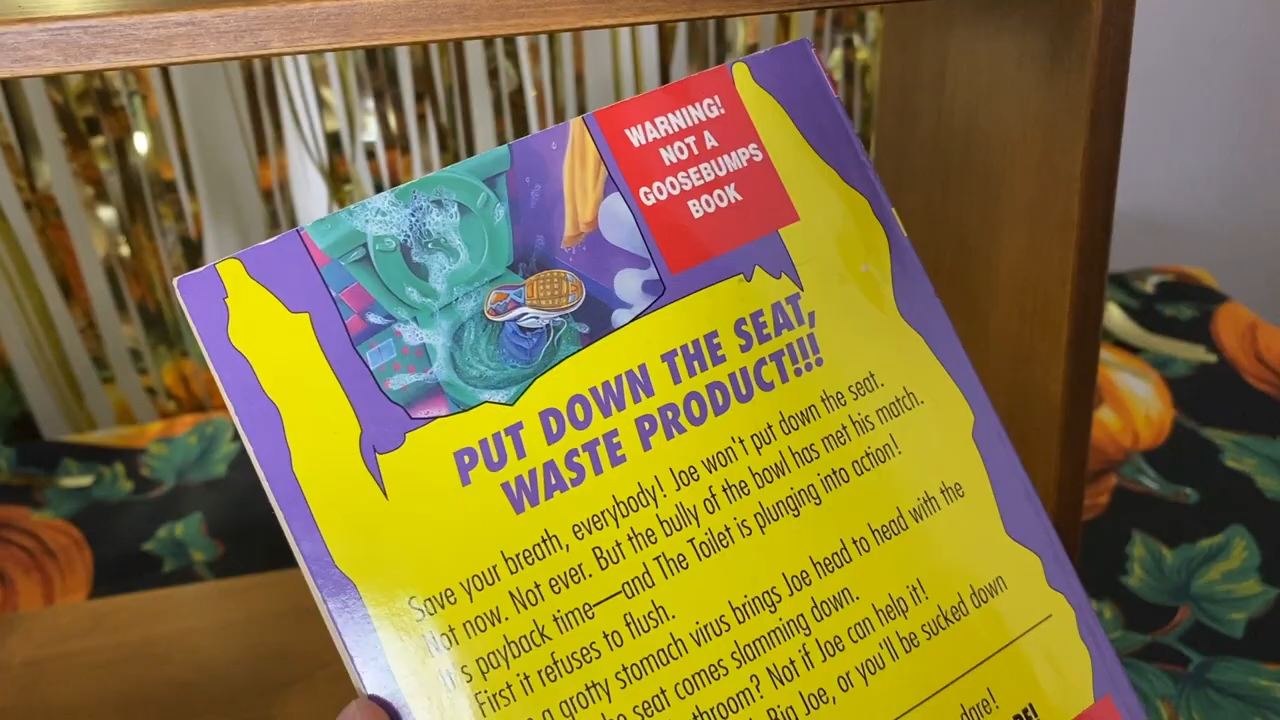 WARNING!
NOT A
GOOSEBUMPS
BOOK
PUT DOWN THE SEAT,
WASTE PRODUCT!!!
Save your breath, everybody! Joe won't put down the seat.
Not now. Not ever. But the bully of the bowl has met his match.
It's payback time—and The Toilet is plunging into action!
First it refuses to flush.
a grotty stomach virus brings Joe head to head with the
seat comes slamming down.
Not if Joe can help it!
Big Joe, or you'll be sucked down
dare!